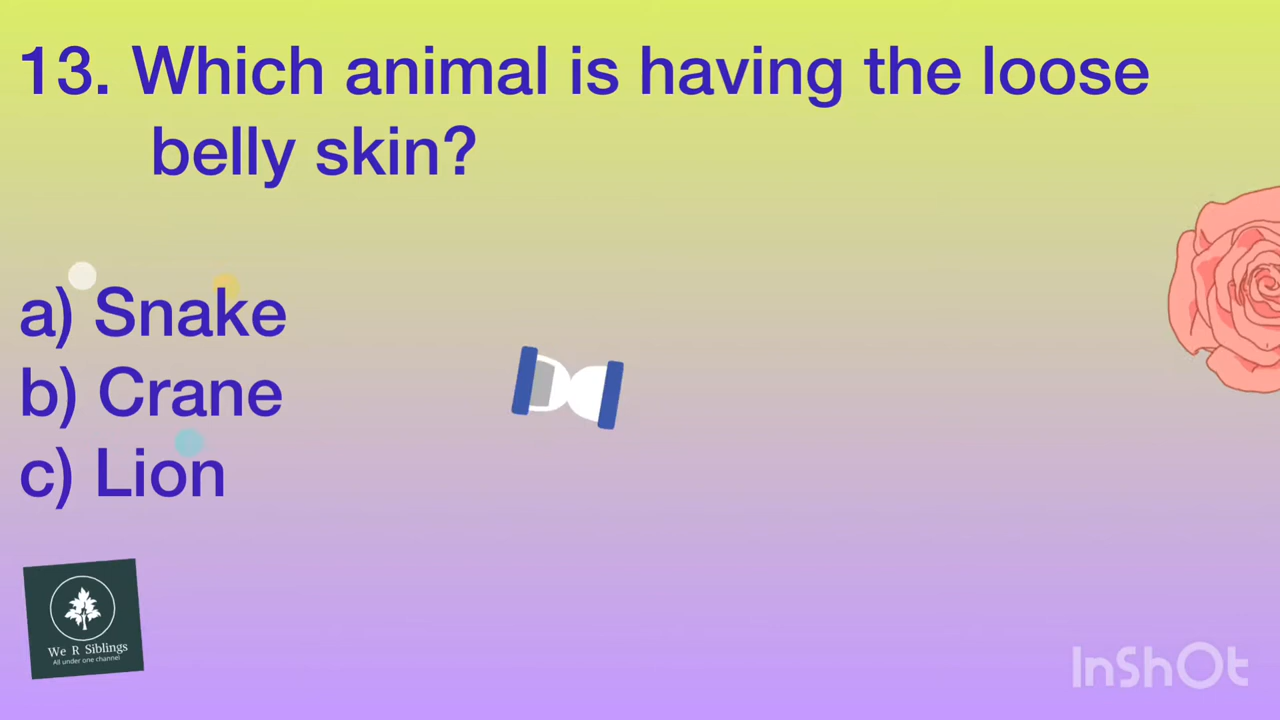 13. Which animal is having the loose
belly skin?
a) Snake
b) Crane
c) Lion
We R Siblings
All under one channel
InShOt